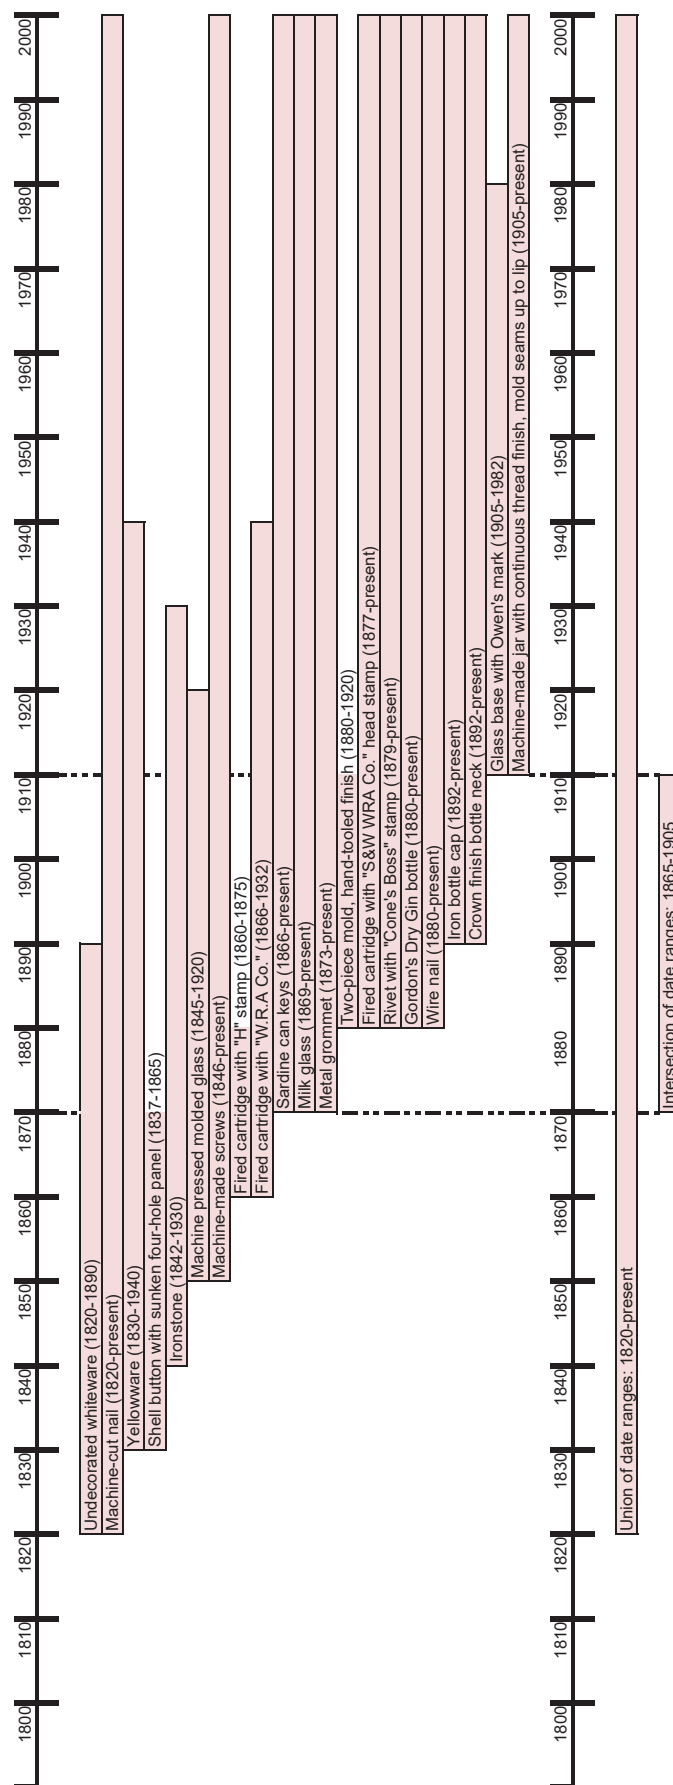 1800
1810
1820
1830
1840
1850
1860
1870
1880
1890
1900
1910
1920
1930
1940
1950
1960
1970
1980
1990
2000
Undecorated whiteware (1820-1890)
Machine-cut nail (1820-present)
Yellowware (1830-1940)
Shell button with sunken four-hole panel (1837-1865)
Ironstone (1842-1930)
Machine pressed molded glass (1845-1920)
Machine-made screws (1846-present)
Fired cartridge with "H" stamp (1860-1875)
Fired cartridge with "W.R.A Co." (1866-1932)
Sardine can keys (1866-present)
Milk glass (1869-present)
Metal grommet (1873-present)
Two-piece mold, hand-tooled finish (1880-1920)
Fired cartridge with "S&W WRA Co." head stamp (1877-present)
Rivet with "Cone's Boss" stamp (1879-present)
Gordon's Dry Gin bottle (1880-present)
Wire nail (1880-present)
Iron bottle cap (1892-present)
Crown finish bottle neck (1892-present)
Glass base with Owen's mark (1905-1982)
Machine-made jar with continuous thread finish, mold seams up to lip (1905-present)
1800
1810
1820
1830
1840
1850
1860
1870
1880
1890
1900
1910
1920
1930
1940
1950
1960
1970
1980
1990
2000
Union of date ranges: 1820-present
Intersection of date ranges: 1865-1905